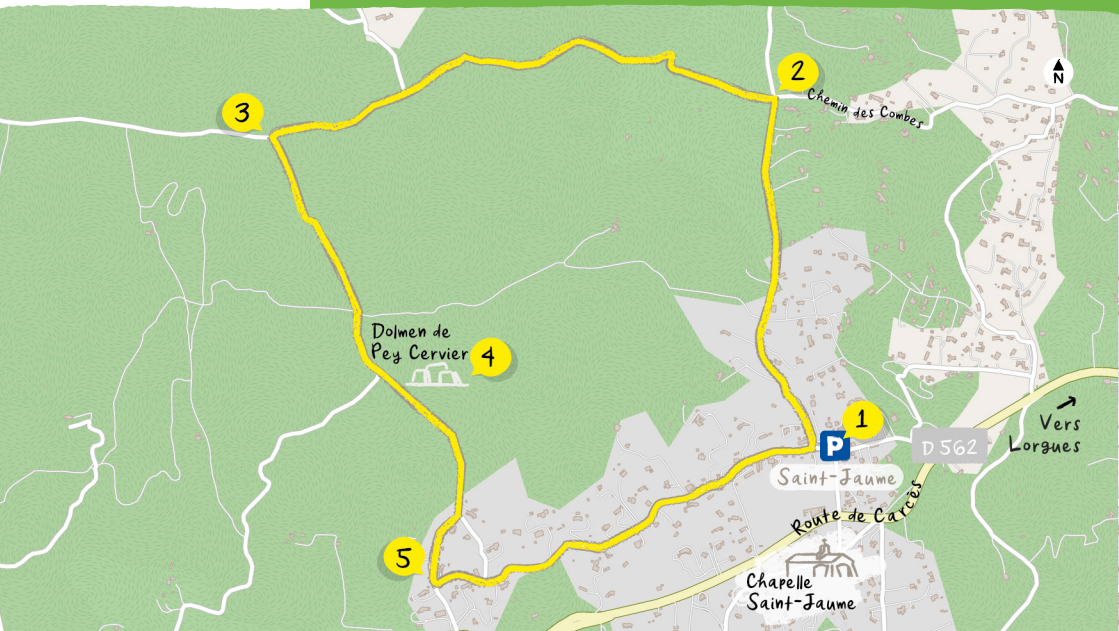 2
3
Chemin des Combes
N
Dolmen de
Pey Cervier
4
1
P
Vers
Lorgues
D 562
Saint-Jaume
Route de Carcès
5
Chapelle
Saint-Jaume